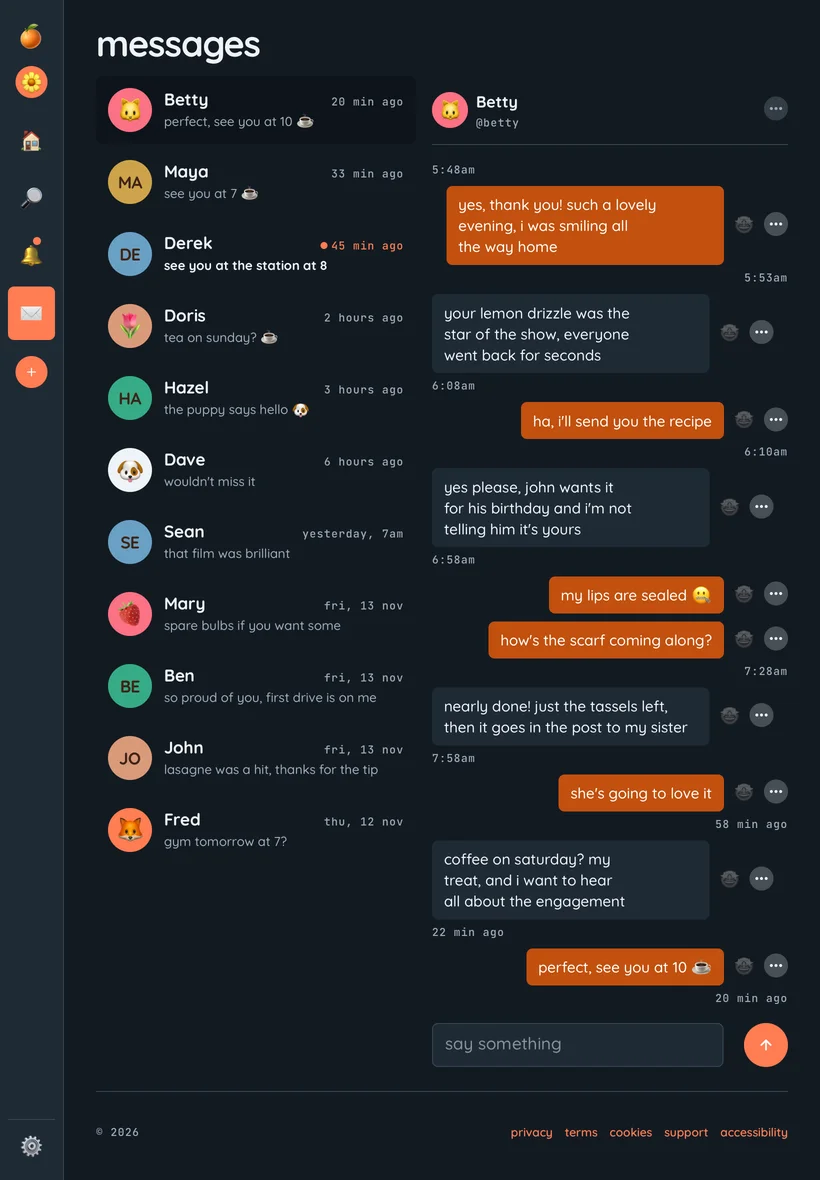 messages
Betty
20 min ago
perfect, see you at 10 ☕
MA
Maya
33 min ago
see you at 7 ☕
DE
Derek
45 min ago
see you at the station at 8
Doris
2 hours ago
tea on sunday? ☕
HA
Hazel
3 hours ago
the puppy says hello 🐶
Dave
6 hours ago
wouldn't miss it
SE
Sean
yesterday, 7am
that film was brilliant
Mary
fri, 13 nov
spare bulbs if you want some
BE
Ben
fri, 13 nov
so proud of you, first drive is on me
JO
John
fri, 13 nov
lasagne was a hit, thanks for the tip
Fred
thu, 12 nov
gym tomorrow at 7?
Betty
@betty
5:48am
yes, thank you! such a lovely
evening, i was smiling all
the way home
5:53am
your lemon drizzle was the
star of the show, everyone
went back for seconds
6:08am
ha, i'll send you the recipe
6:10am
yes please, john wants it
for his birthday and i'm not
telling him it's yours
6:58am
my lips are sealed 🤐
how's the scarf coming along?
7:28am
nearly done! just the tassels left,
then it goes in the post to my sister
7:58am
she's going to love it
58 min ago
coffee on saturday? my
treat, and i want to hear
all about the engagement
22 min ago
perfect, see you at 10 ☕
20 min ago
say something
© 2026
privacy terms cookies support accessibility